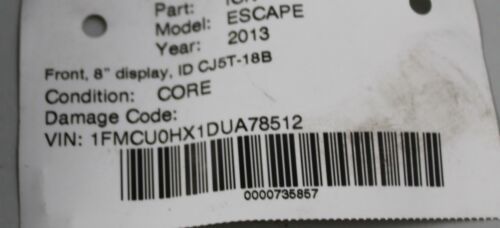 Part:
Model: ESCAPE
Year: 2013
Front, 8" display, ID CJ5T-18B
Condition: CORE
Damage Code:
VIN: 1FMCU0HX1DUA78512
0000735857